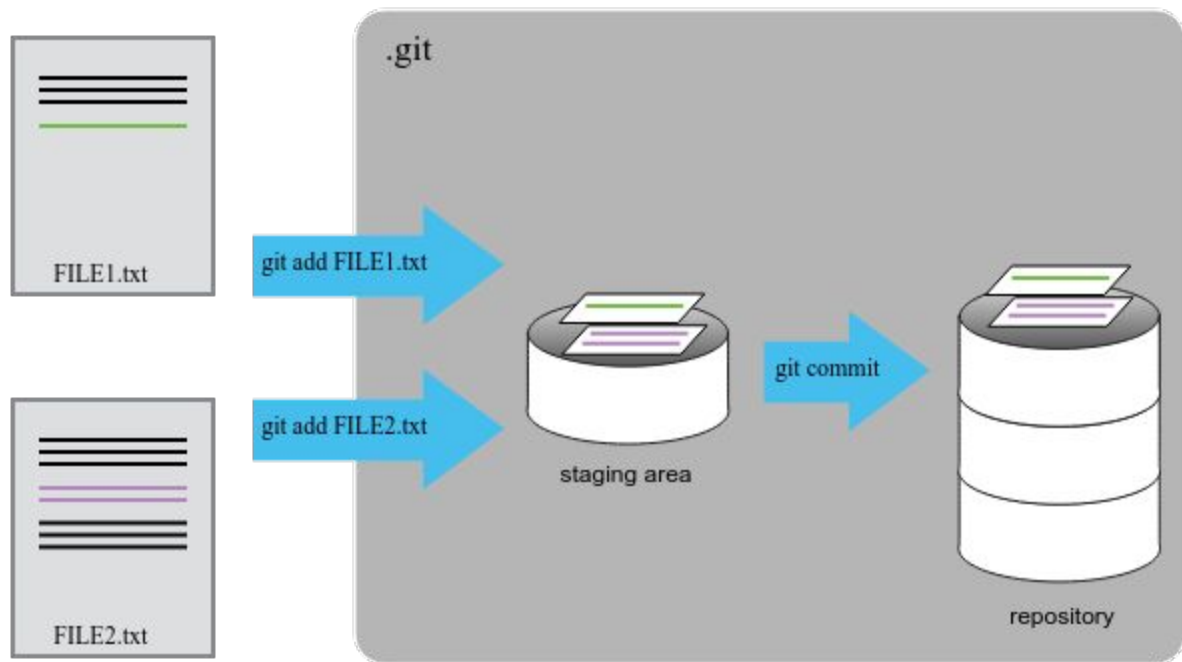 .git
FILE1.txt
git add FILE1.txt
git commit
git add FILE2.txt
staging area
FILE2.txt
repository